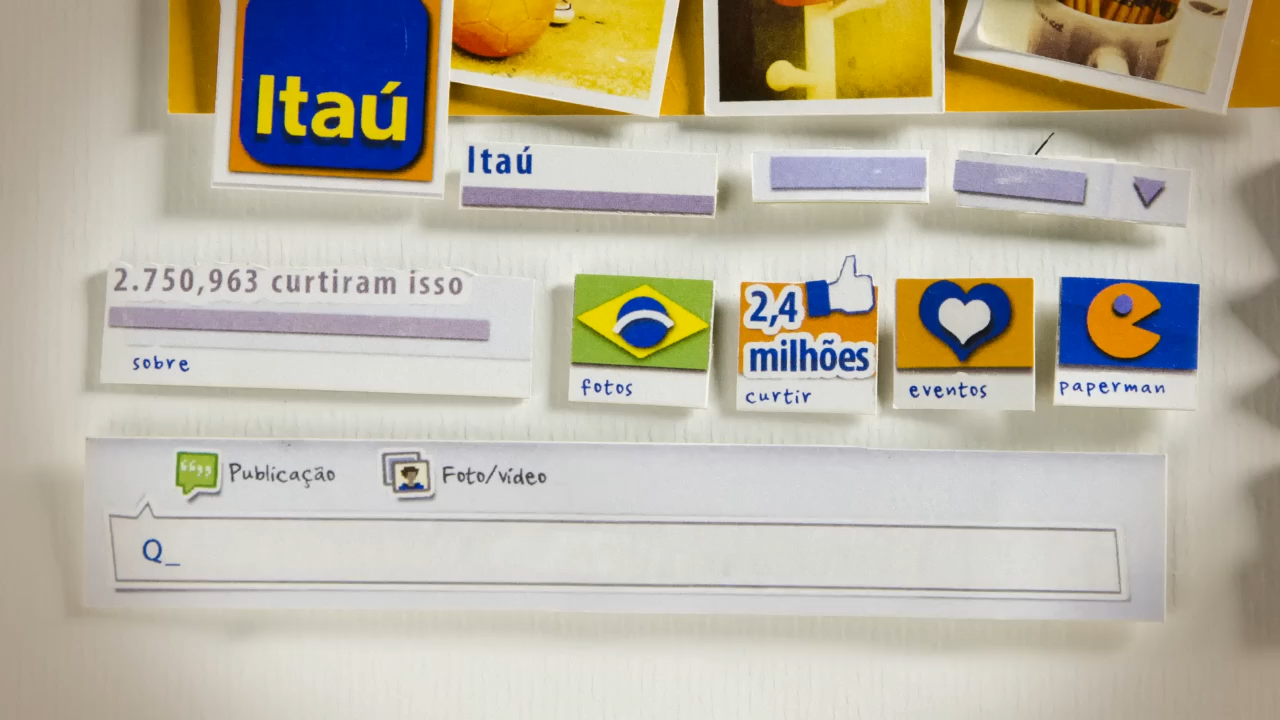 Itaú
Itaú
2.750,963 curtiram isso
sobre
fotos
2,4
milhões
curtir
eventos
paperman
Publicação
Foto/vídeo
Q_